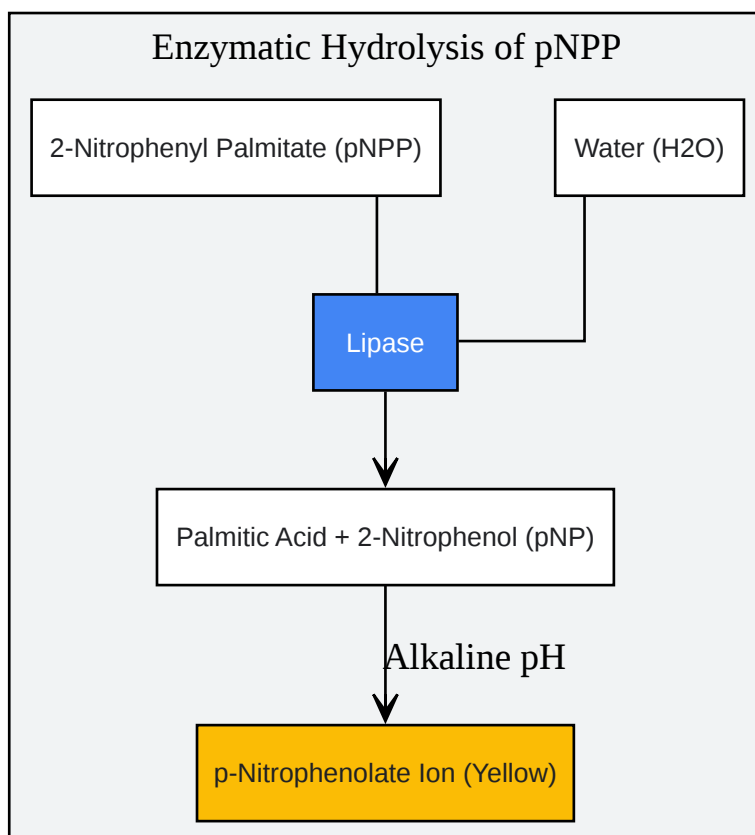 Enzymatic Hydrolysis of pNPP
2-Nitrophenyl Palmitate (pNPP)
Water (H2O)
Lipase
Palmitic Acid + 2-Nitrophenol (pNP)
Alkaline pH
p-Nitrophenolate Ion (Yellow)